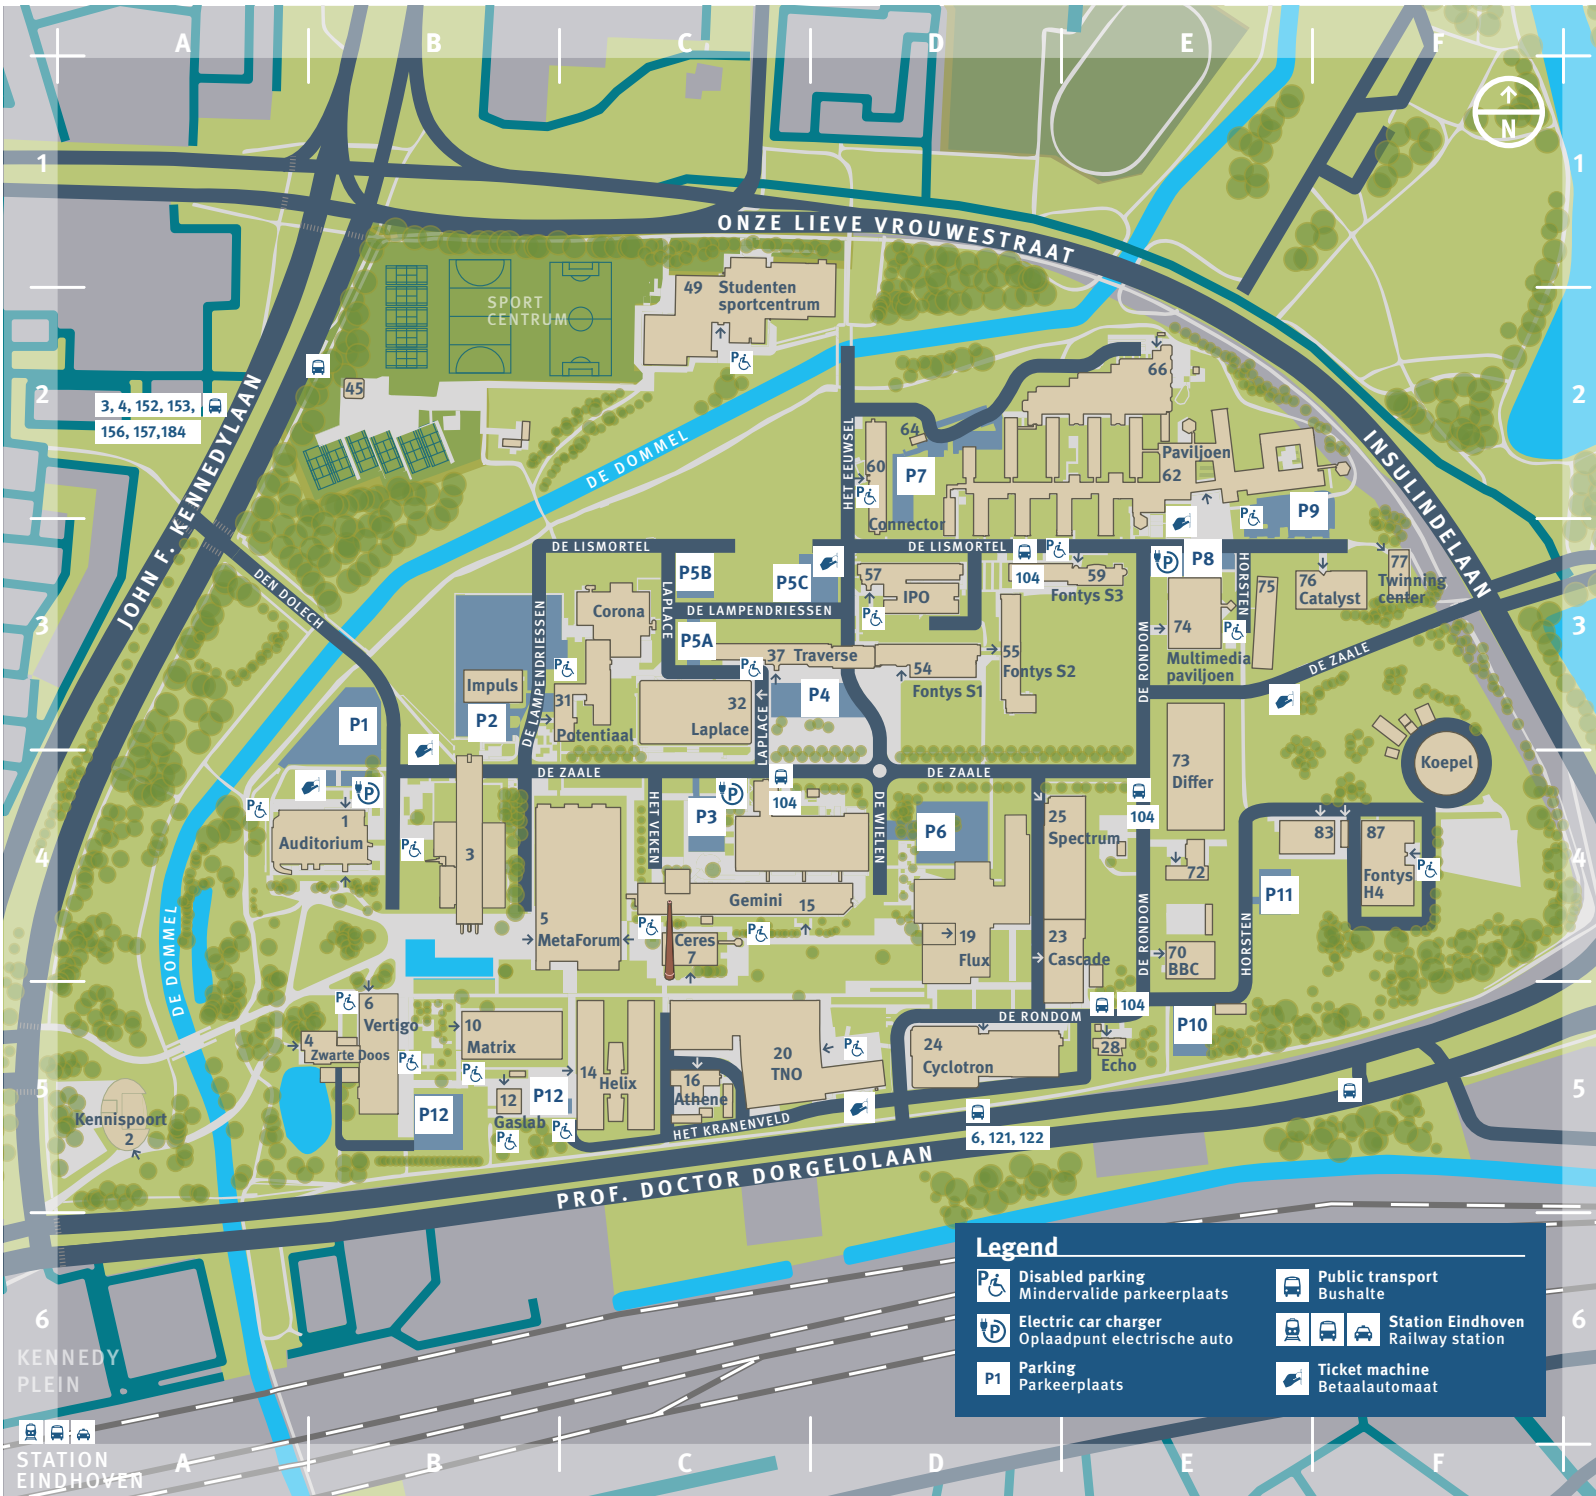 A B C D E F
N
1 1
ONZE LIEVE VROUWESTRAAT
49 Studenten
sportcentrum
SPORT
CENTRUM
2 2
45
3, 4, 152, 153,
156, 157,184
JOHN F. KENNEDYLAAN
DE DOMMEL
HET EEUWSEL
66
64
60
P7
Paviljoen
62
Connector
P9
INSULINDELAAN
DEN DOLECH
DE LISMORTEL
DE LISMORTEL
104
P8
HORSTEN
3 3
P5B
P5C
57
IPO
59
Fontys S3
75
76
Catalyst
77
Twinning
center
Corona
LAPLACE
DE LAMPENDRIESSEN
DE LAMPENDRIESSEN
P5A
37 Traverse
54
Fontys S1
55
Fontys S2
74
Multimedia
paviljoen
DE RONDOM
DE ZAALE
Impuls
P1
P2
31
Potentiaal
32
Laplace
LAPLACE
P4
73
Differ
Koepel
DE ZAALE
DE ZAALE
104
104
1
Auditorium
3
HET VEKEN
P3
DE WIELEN
P6
25
Spectrum
72
83
87
Fontys
H4
4 4
P11
Gemini 15
5
MetaForum
Ceres
7
19
Flux
23
Cascade
DE RONDOM
70
BBC
HORSTEN
DE DOMMEL
6
Vertigo
4
Zwarte Doos
10
Matrix
14 Helix
20
TNO
16
Athene
24
Cyclotron
DE RONDOM
104
28
Echo
P10
5 5
Kennispoort
2
P12
12
Gaslab
P12
HET KRANENVELD
6, 121, 122
PROF. DOCTOR DORGELOLAAN
6 6
KENNEDY
PLEIN
STATION
EINDHOVEN
Legend
P Disabled parking
Mindervalide parkeerplaats
P Electric car charger
Oplaadpunt electrische auto
P1 Parking
Parkeerplaats
Public transport
Bushalte
Station Eindhoven
Railway station
Ticket machine
Betaalautomaat
A B C D E F